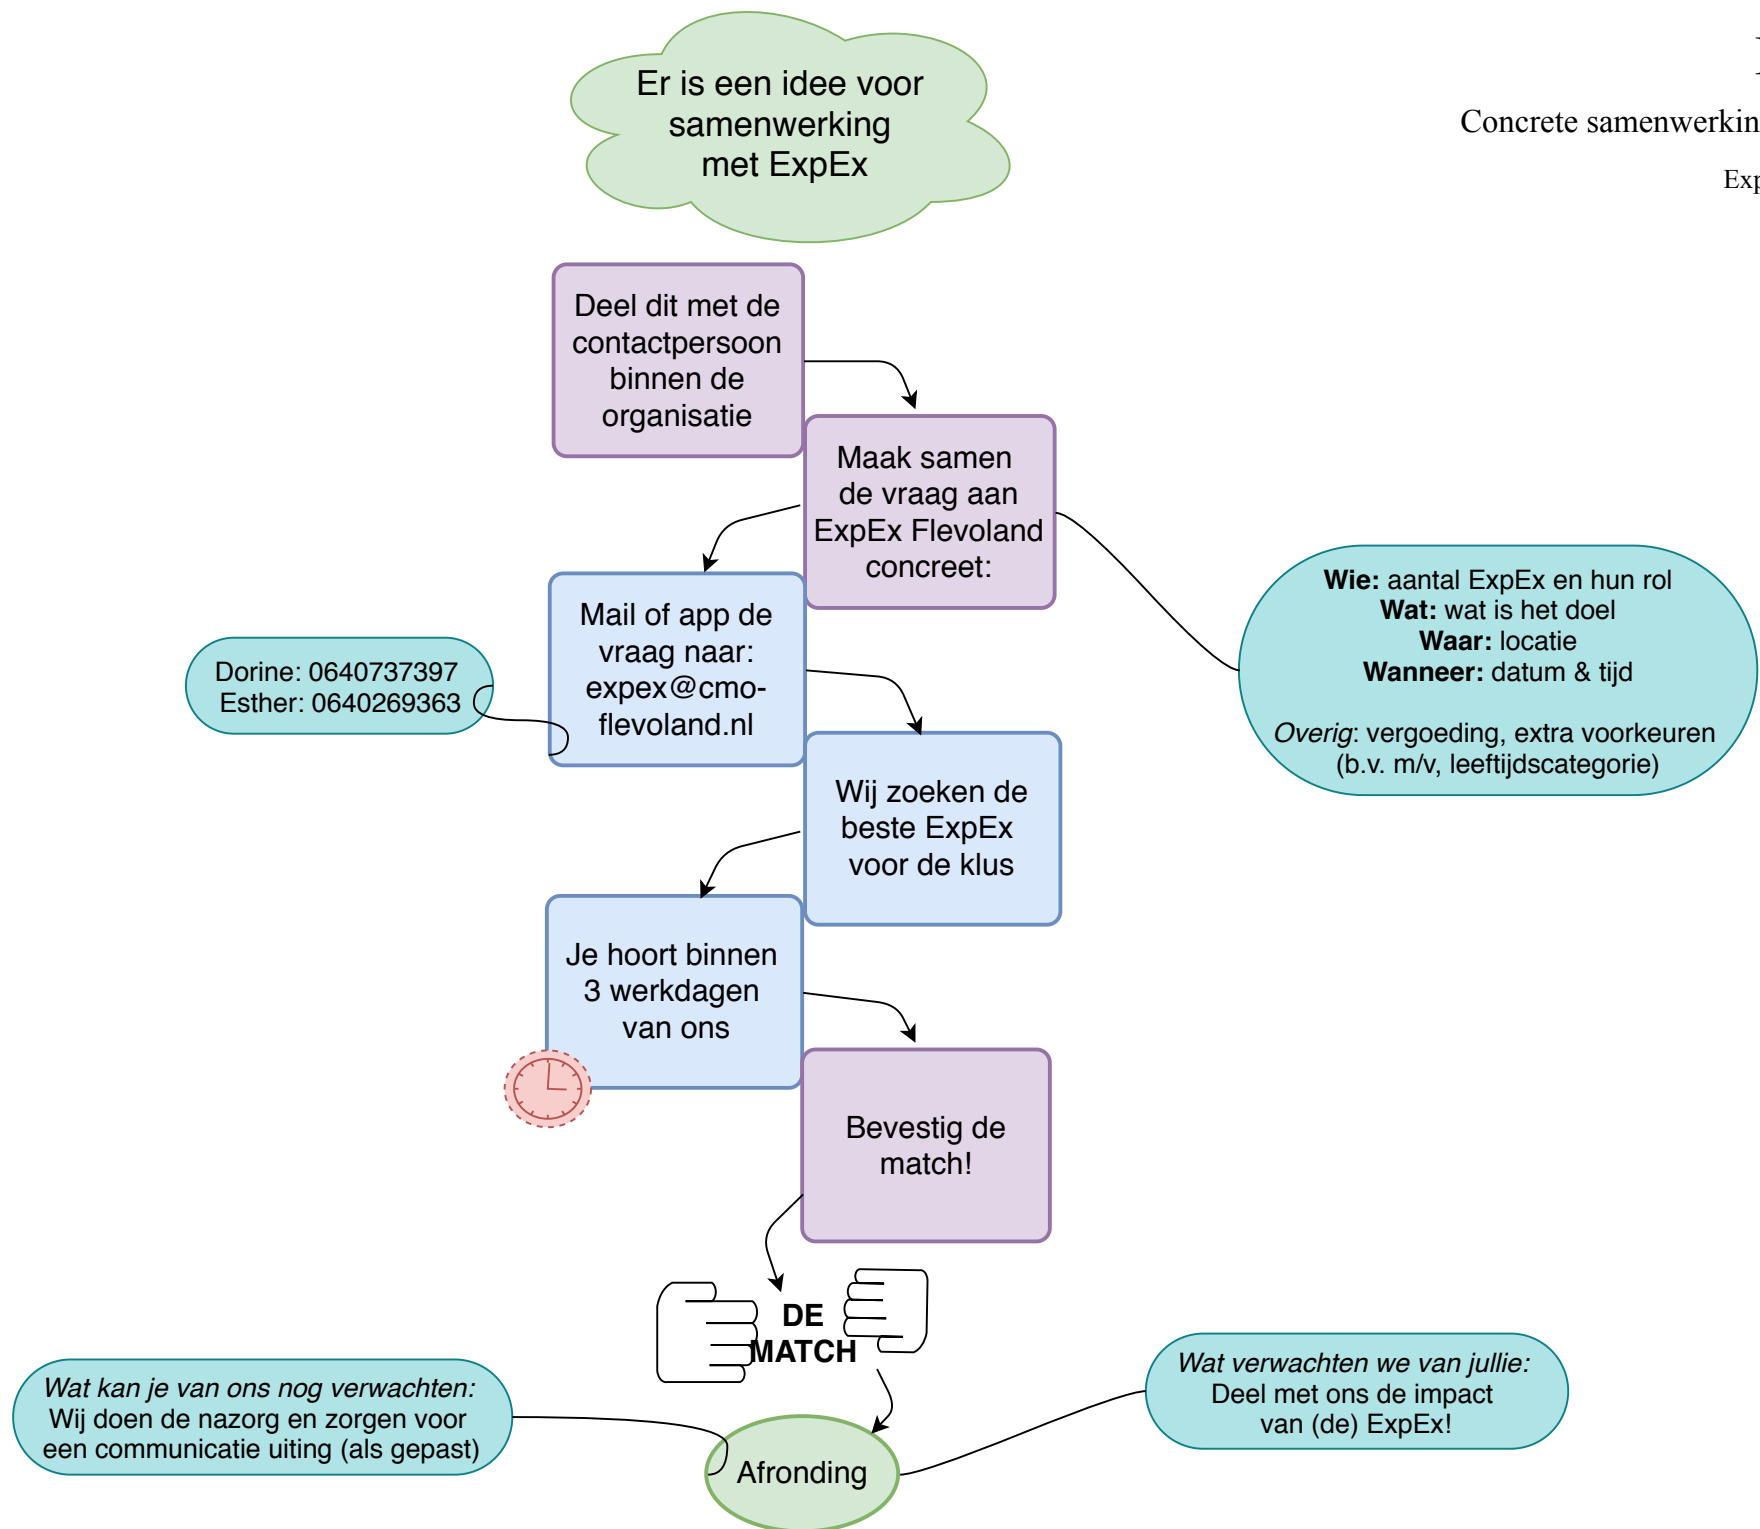 Er is een idee voor
samenwerking
met ExpEx
Concrete
Deel dit met de
contactpersoon
binnen de
organisatie
Maak samen
de vraag aan
ExpEx Flevoland
concreet:
Wie: aantal ExpEx en hun rol
Wat: wat is het doel
Waar: locatie
Wanneer: datum & tijd
Overig: vergoeding, extra voorkeuren
(b.v. m/v, leeftijdscategorie)
Mail of app de
vraag naar:
expex@cmo-
flevoland.nl
Dorine: 0640737397
Esther: 0640269363
Wij zoeken de
beste ExpEx
voor de klus
Je hoort binnen
3 werkdagen
van ons
Bevestig de
match!
DE
MATCH
Wat kan je van ons nog verwachten:
Wij doen de nazorg en zorgen voor
een communicatie uiting (als gepast)
Wat verwachten we van jullie:
Deel met ons de impact
van (de) ExpEx!
Afronding